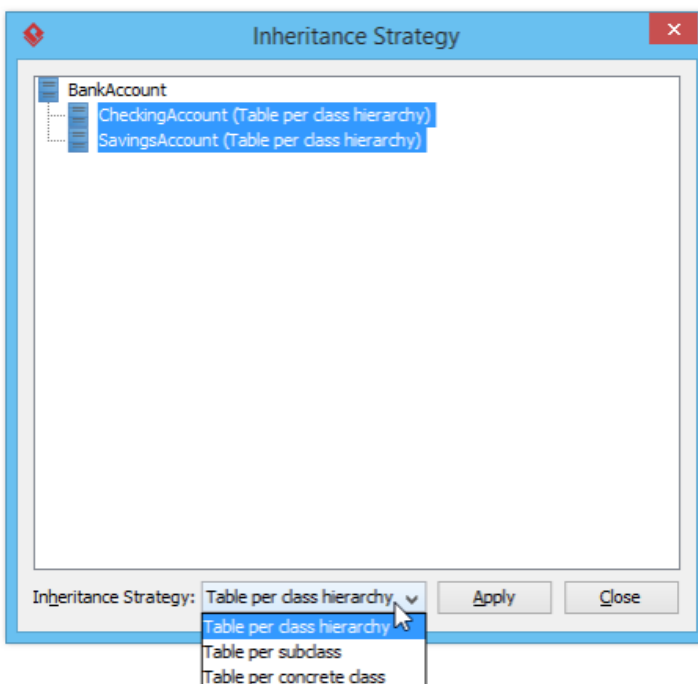 Inheritance Strategy
BankAccount
CheckingAccount (Table per class hierarchy)
SavingsAccount (Table per class hierarchy)
Inheritance Strategy: Table per class hierarchy Apply Close
Table per class hierarchy
Table per subclass
Table per concrete class